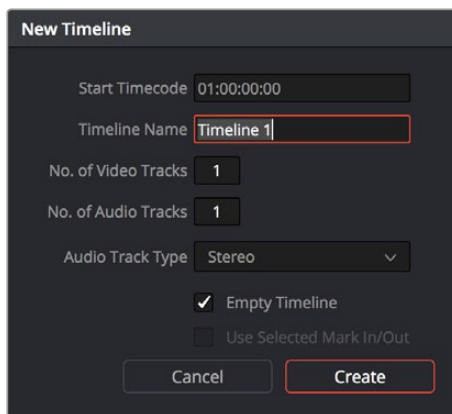 New Timeline
Start Timecode 01:00:00:00
Timeline Name Timeline 1
No. of Video Tracks 1
No. of Audio Tracks 1
Audio Track Type Stereo
Empty Timeline
Use Selected Mark In/Out
Cancel Create